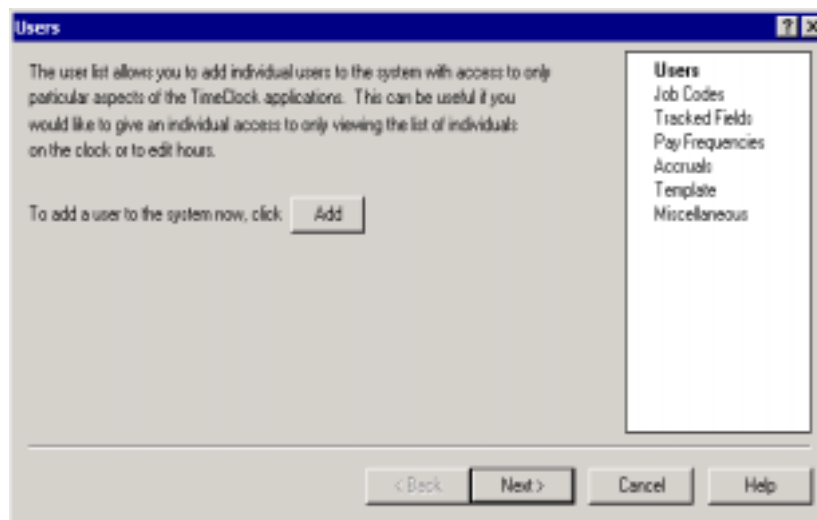 Users
The user list allows you to add individual users to the system with access to only
particular aspects of the TimeClock applications. This can be useful if you
would like to give an individual access to only viewing the list of individuals
on the clock or to edit hours.
To add a user to the system now, click Add
Users
Job Codes
Tracked Fields
Pay Frequencies
Accruals
Template
Miscellaneous
< Back Next > Cancel Help